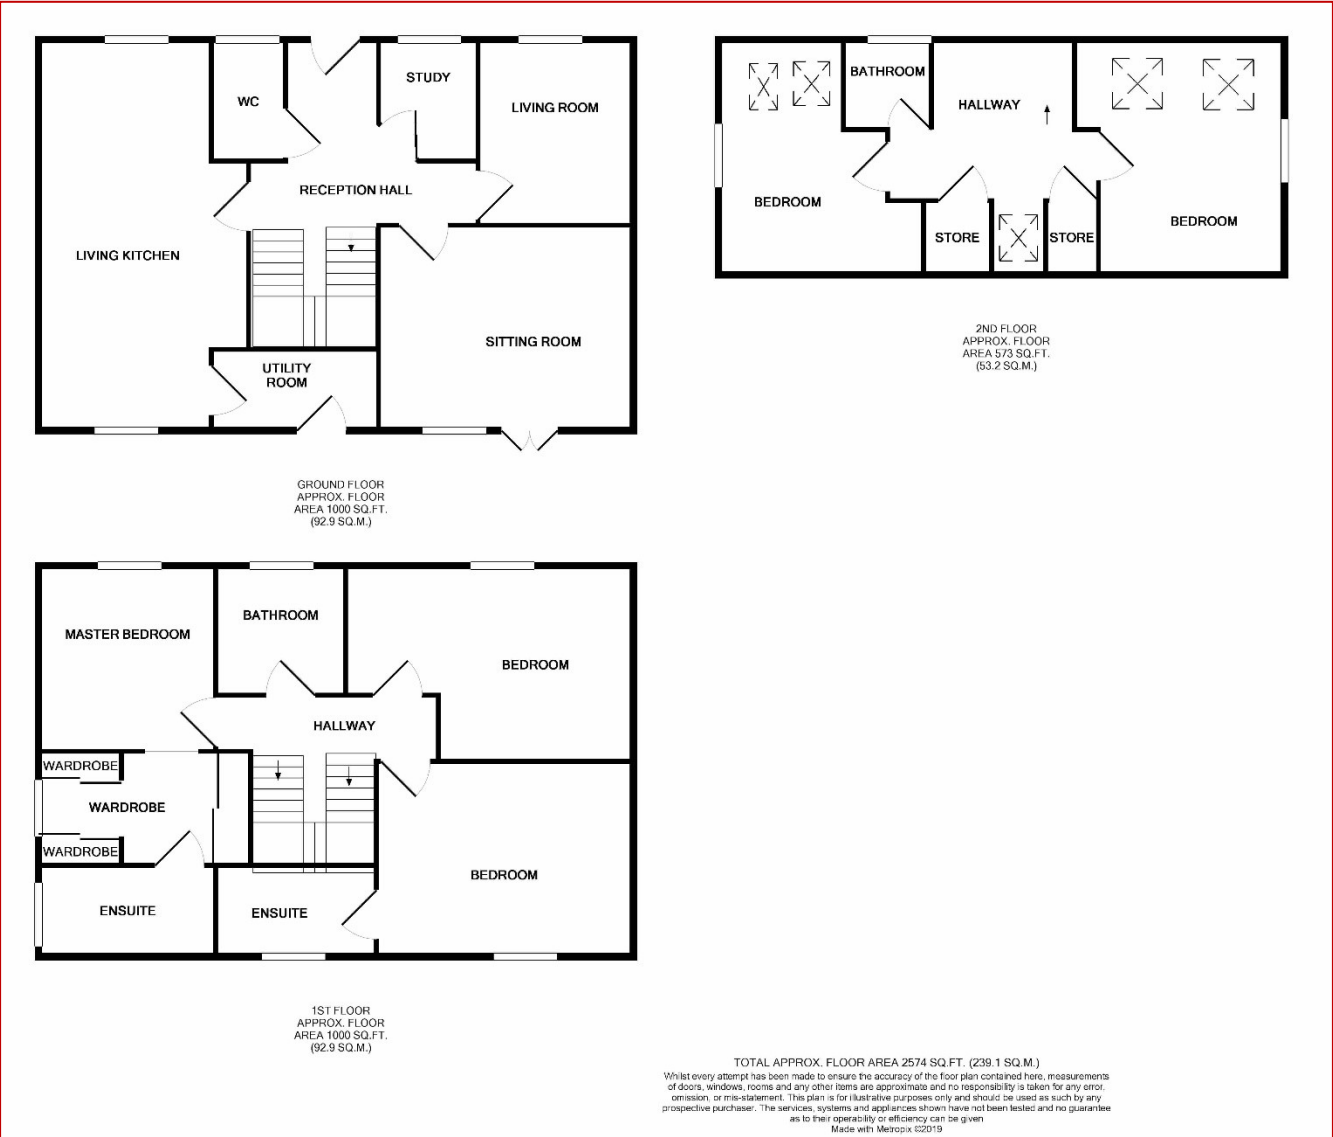 STUDY
WC
LIVING ROOM
RECEPTION HALL
LIVING KITCHEN
SITTING ROOM
UTILITY
ROOM
GROUND FLOOR
APPROX. FLOOR
AREA 1000 SQ.FT.
(92.9 SQ.M.)
BATHROOM
HALLWAY
BEDROOM
BEDROOM
STORE
STORE
2ND FLOOR
APPROX. FLOOR
AREA 573 SQ.FT.
(53.2 SQ.M.)
BATHROOM
MASTER BEDROOM
BEDROOM
HALLWAY
WARDROBE
WARDROBE
WARDROBE
BEDROOM
ENSUITE
ENSUITE
1ST FLOOR
APPROX. FLOOR
AREA 1000 SQ.FT.
(92.9 SQ.M.)
TOTAL APPROX. FLOOR AREA 2574 SQ.FT. (239.1 SQ.M.)
Whilst every attempt has been made to ensure the accuracy of the floor plan contained here, measurements
of doors, windows, rooms and any other items are approximate and no responsibility is taken for any error,
omission, or mis-statement. This plan is for illustrative purposes only and should be used as such by any
prospective purchaser. The services, systems and appliances shown have not been tested and no guarantee
as to their operability or efficiency can be given
Made with Metropix ©2019